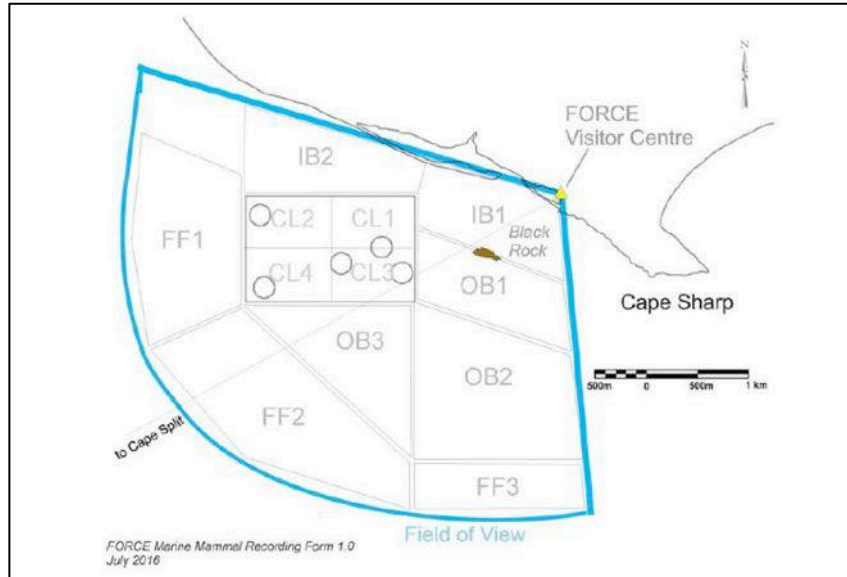 N
FORCE
Visitor Centre
IB2
IB1
Black
Rock
CL2
CL1
FF1
CL4
CL3
OB1
Cape Sharp
OB3
OB2
500m 0 500m 1 km
FF2
to Cape Split
FF3
Field of View
FORCE Marine Mammal Recording Form 1.0
July 2016